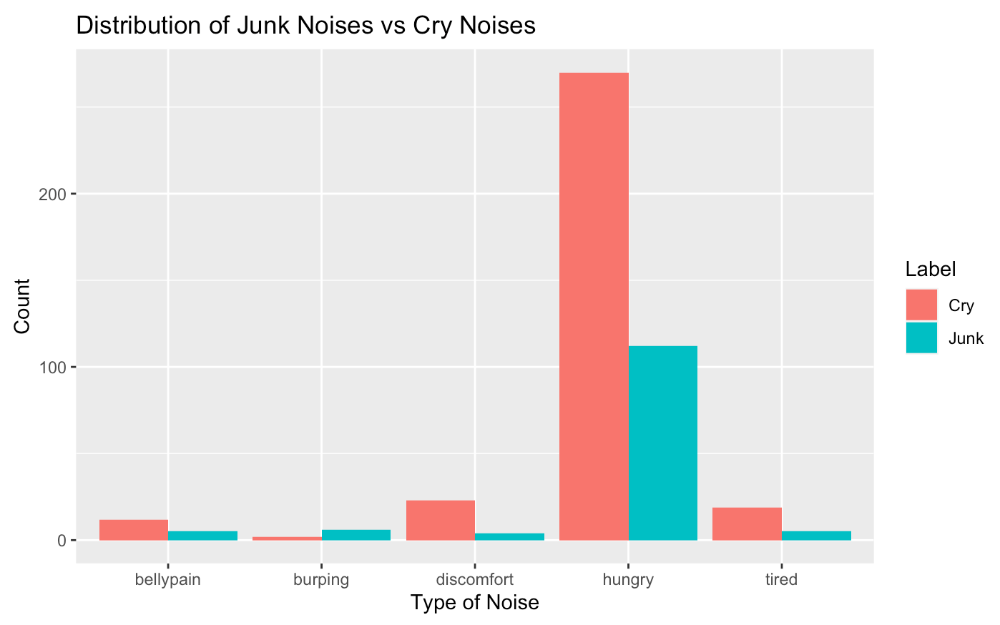 Distribution of Junk Noises vs Cry Noises
Count
200
100
0
bellypain burping discomfort hungry tired
Type of Noise
Label
Cry
Junk